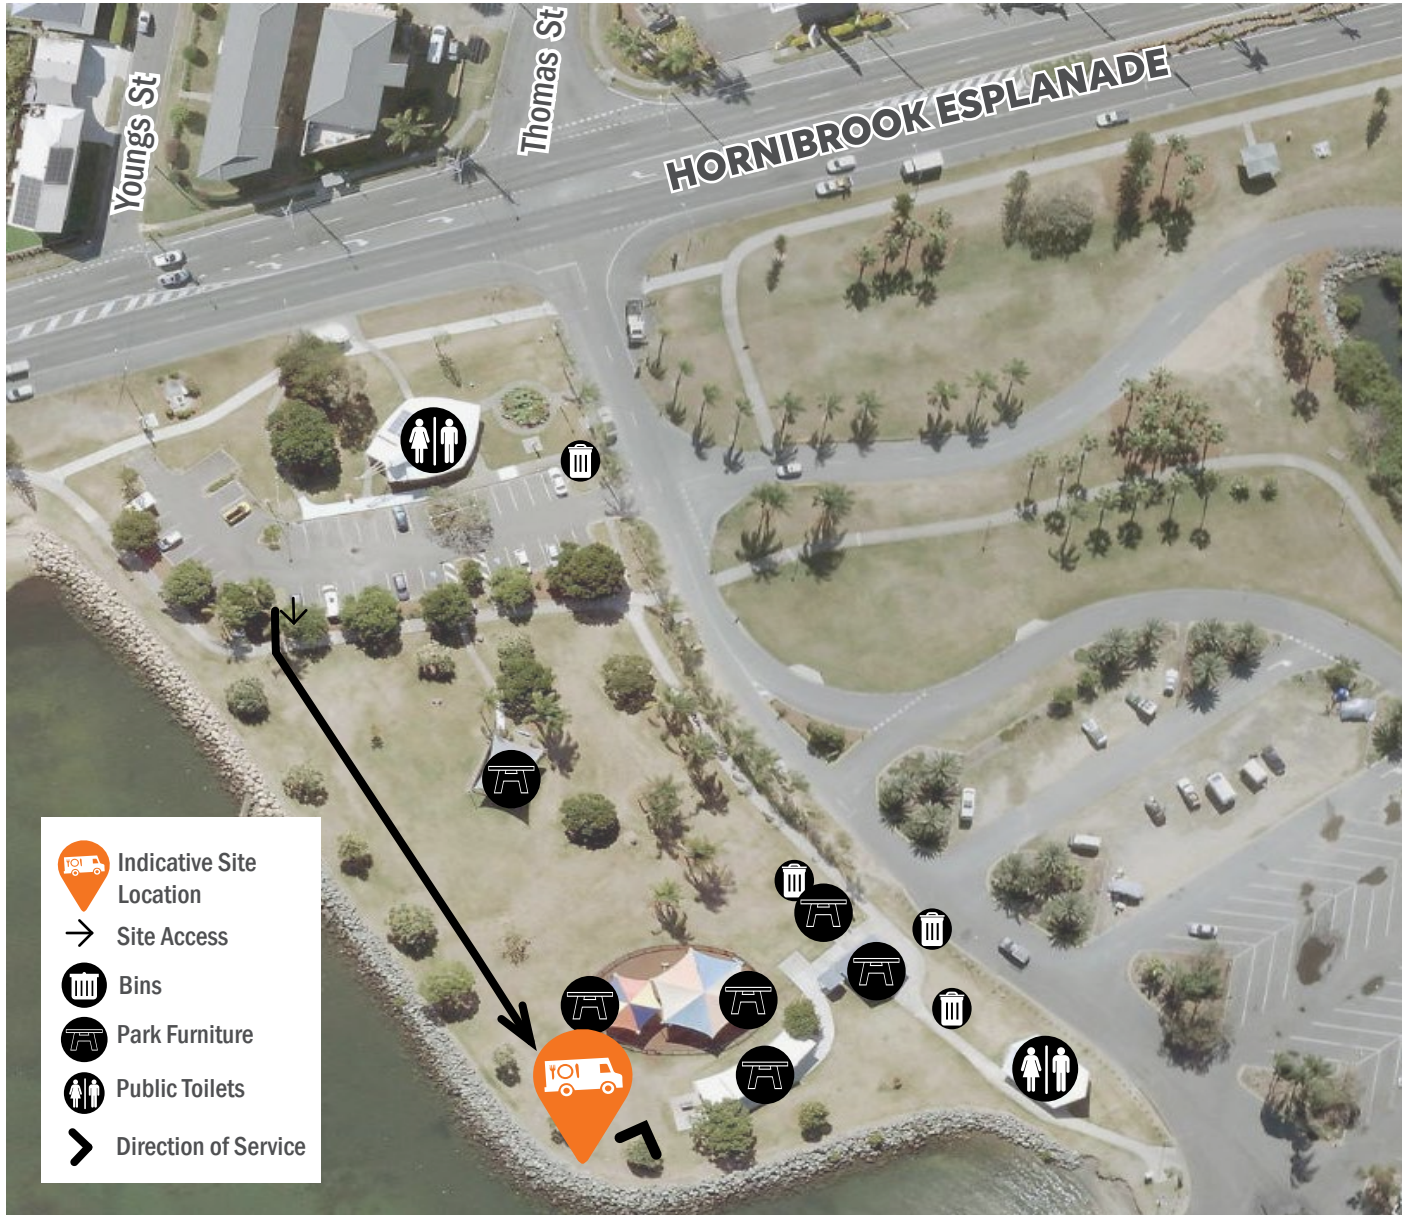 Youngs St
Thomas St
HORNIBROOK ESPLANADE
Indicative Site
Location
Site Access
Bins
Park Furniture
Public Toilets
Direction of Service